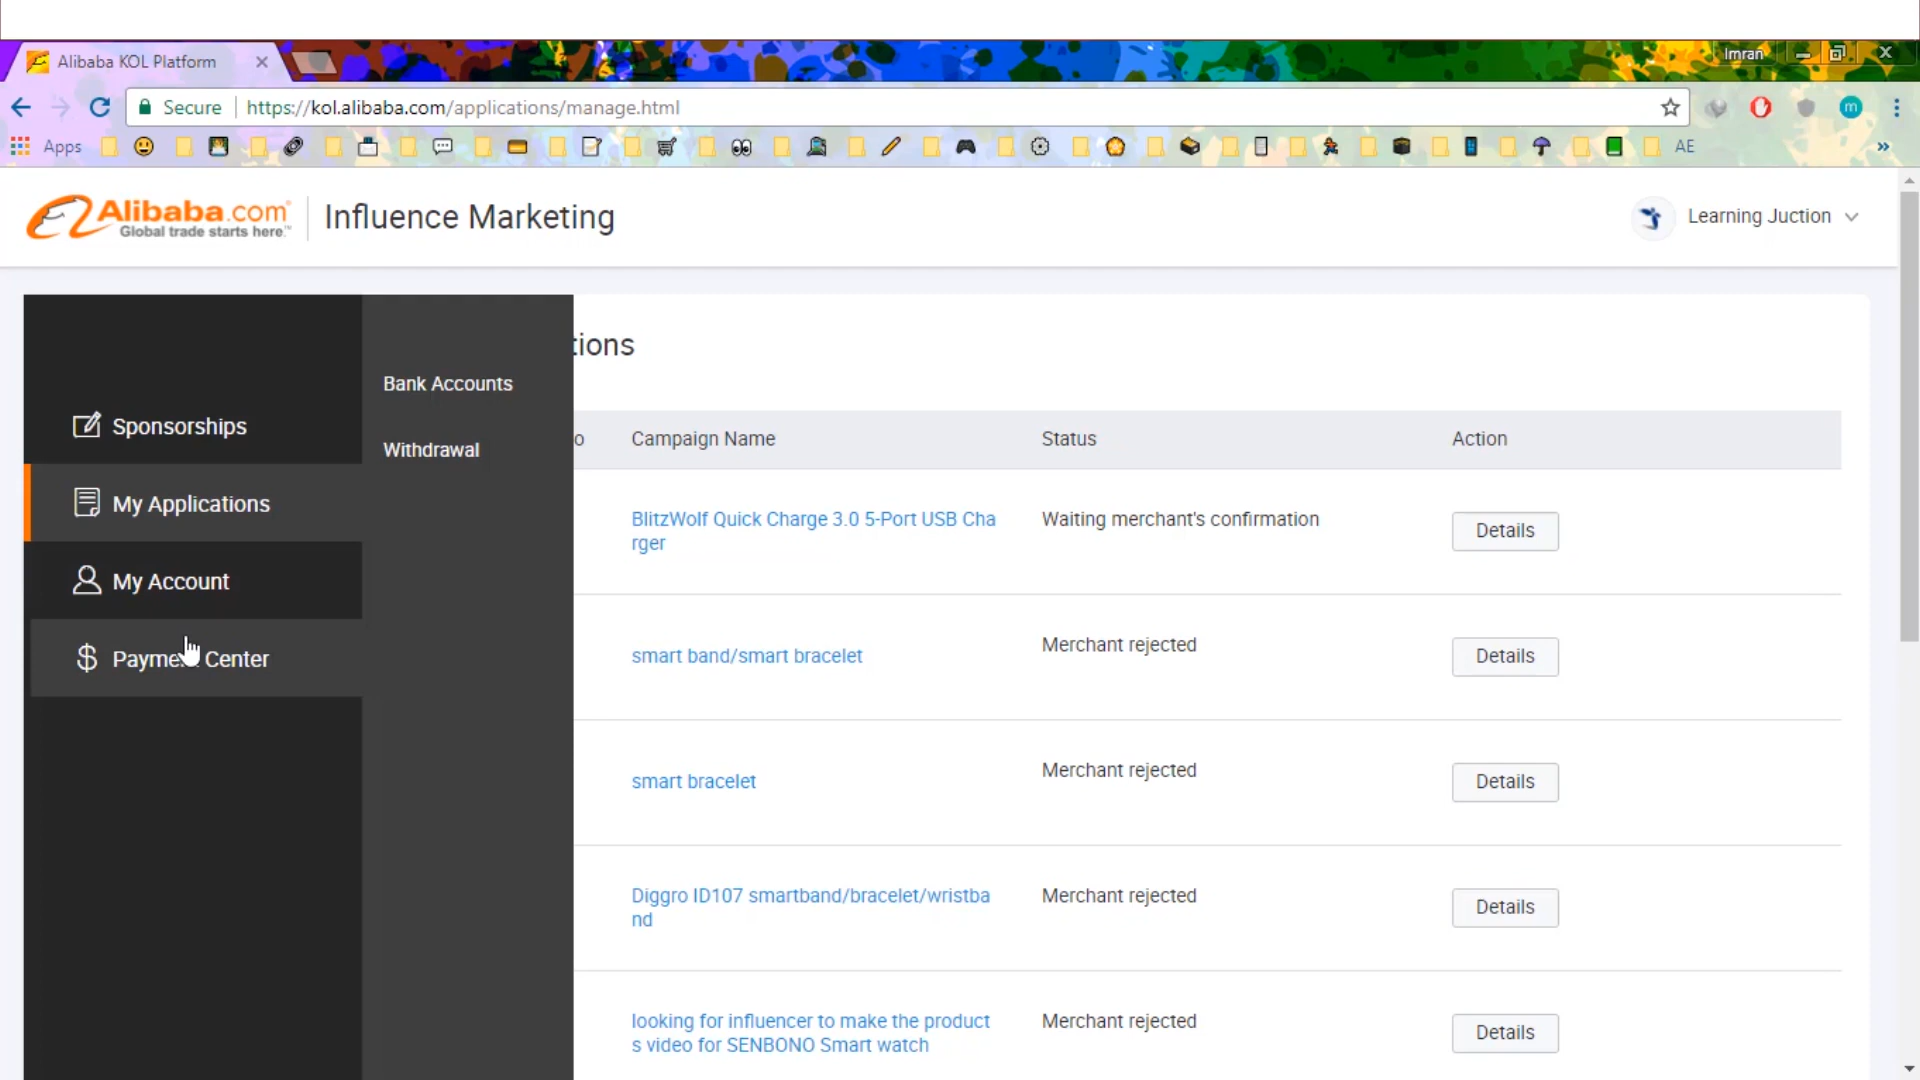 Imran
Alibaba KOL Platform
Secure
https://kol.alibaba.com/applications/manage.html
m
Apps
AE
Alibaba.com
Global trade starts here.™
Influence Marketing
Learning Juction
tions
Bank Accounts
Withdrawal
Sponsorships
My Applications
My Account
Payme Center
o
Campaign Name
Status
Action
BlitzWolf Quick Charge 3.0 5-Port USB Cha
rger
Waiting merchant's confirmation
Details
smart band/smart bracelet
Merchant rejected
Details
smart bracelet
Merchant rejected
Details
Diggro ID107 smartband/bracelet/wristba
nd
Merchant rejected
Details
looking for influencer to make the product
s video for SENBONO Smart watch
Merchant rejected
Details